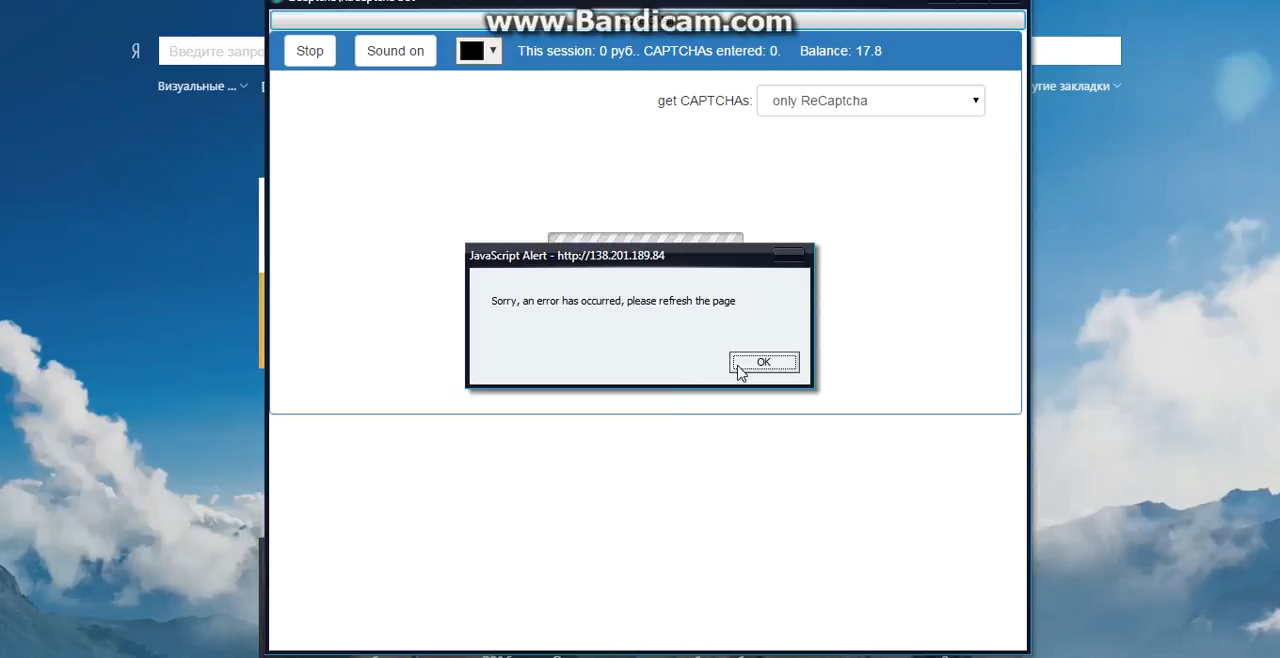 www.Bandicam.com
Я
Введите запро
Stop
Sound on
This session: 0 руб.. CAPTCHAs entered: 0.
Balance: 17.8
Визуальные ...
угие закладки
get CAPTCHAs:
only ReCaptcha
JavaScript Alert - http://138.201.189.84
Sorry, an error has occurred, please refresh the page
OK